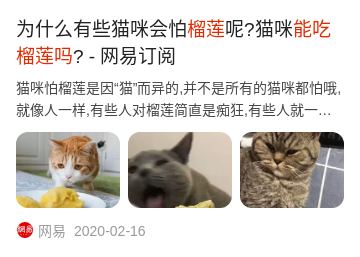 为什么有些猫咪会怕榴莲呢?猫咪能吃
榴莲吗? - 网易订阅
猫咪怕榴莲是因“猫”而异的,并不是所有的猫咪都怕哦,
就像人一样,有些人对榴莲简直是痴狂,有些人就一…
網易 网易 2020-02-16